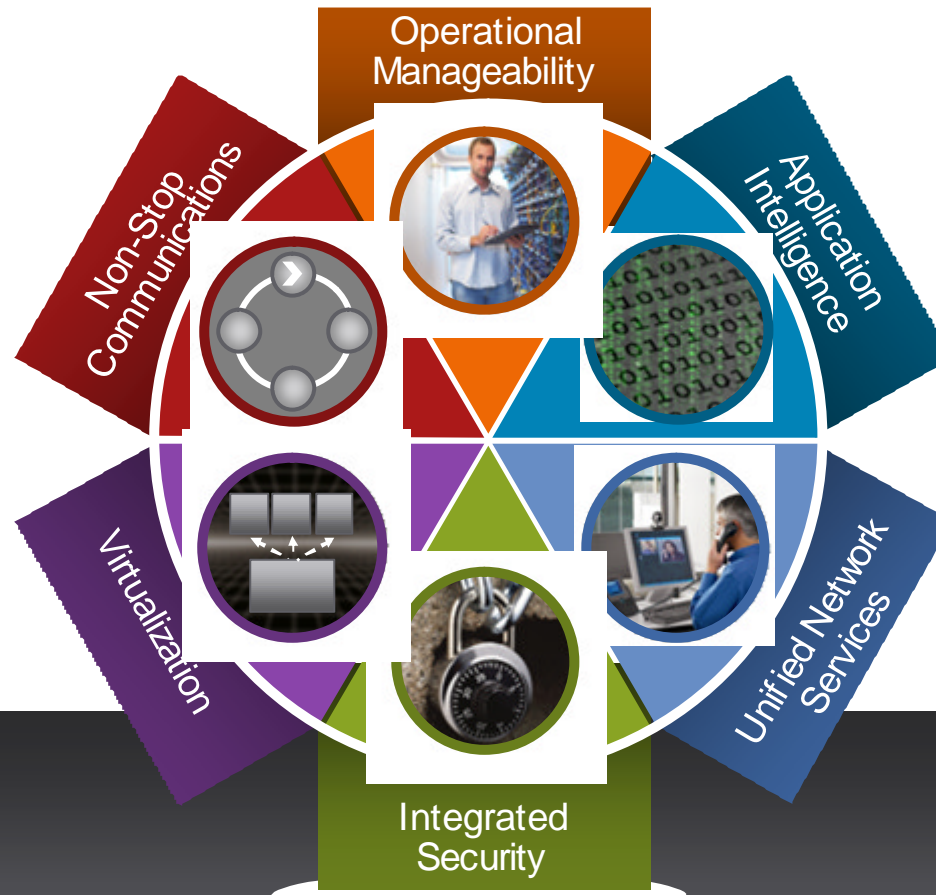 Operational
Manageability
Non-Stop
Communications
Application
Intelligence
Virtualization
Unified Network
Services
Integrated
Security